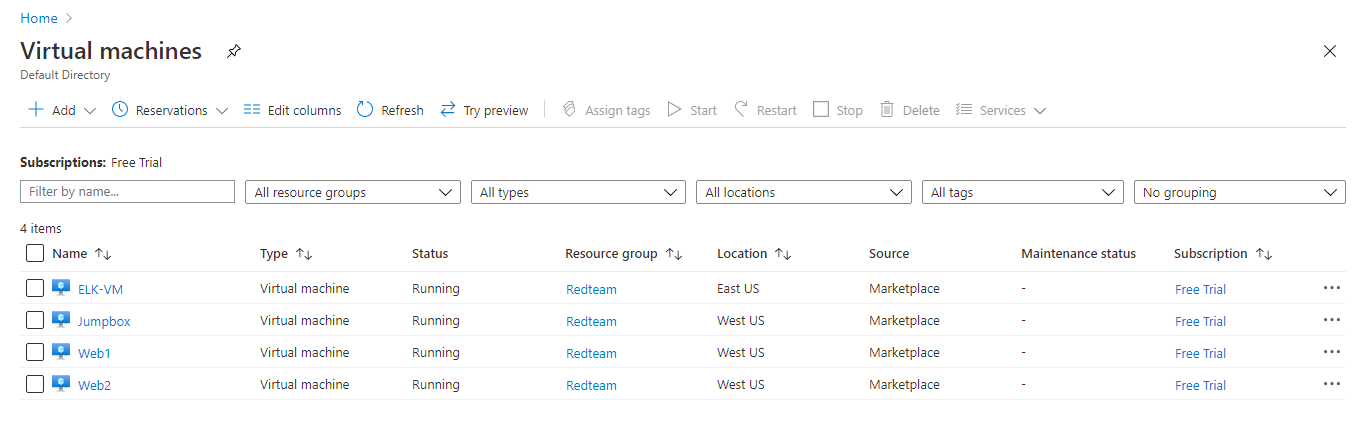 Home
Virtual machines
Default Directory
Add Reservations Edit columns Refresh Try preview Assign tags Start Restart Stop Delete Services
Subscriptions: Free Trial
Filter by name... All resource groups All types All locations All tags No grouping
4 items
Name Type Status Resource group Location Source Maintenance status Subscription
ELK-VM Virtual machine Running Redteam East US Marketplace - Free Trial
Jumpbox Virtual machine Running Redteam West US Marketplace - Free Trial
Web1 Virtual machine Running Redteam West US Marketplace - Free Trial
Web2 Virtual machine Running Redteam West US Marketplace - Free Trial